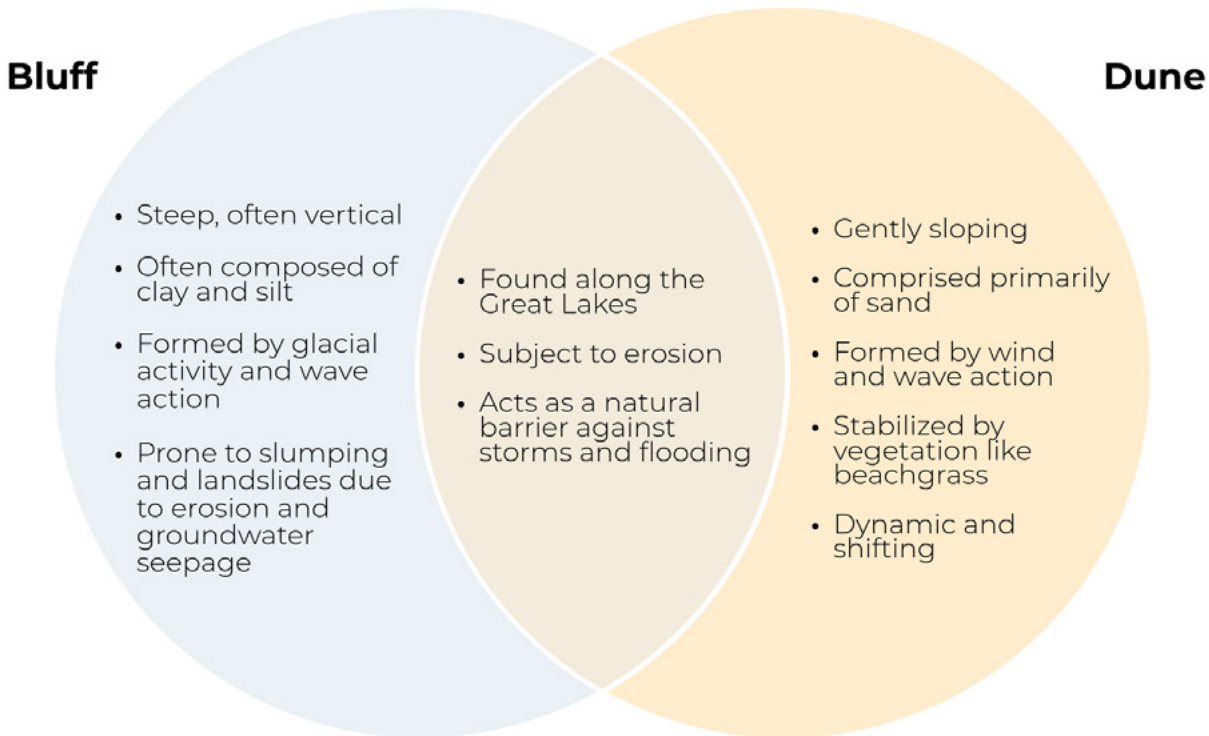 Bluff
Dune
• Steep, often vertical
• Often composed of
clay and silt
• Formed by glacial
activity and wave
action
• Prone to slumping
and landslides due
to erosion and
groundwater
seepage
• Found along the
Great Lakes
• Subject to erosion
• Acts as a natural
barrier against
storms and flooding
• Gently sloping
• Comprised primarily
of sand
• Formed by wind
and wave action
• Stabilized by
vegetation like
beachgrass
• Dynamic and
shifting